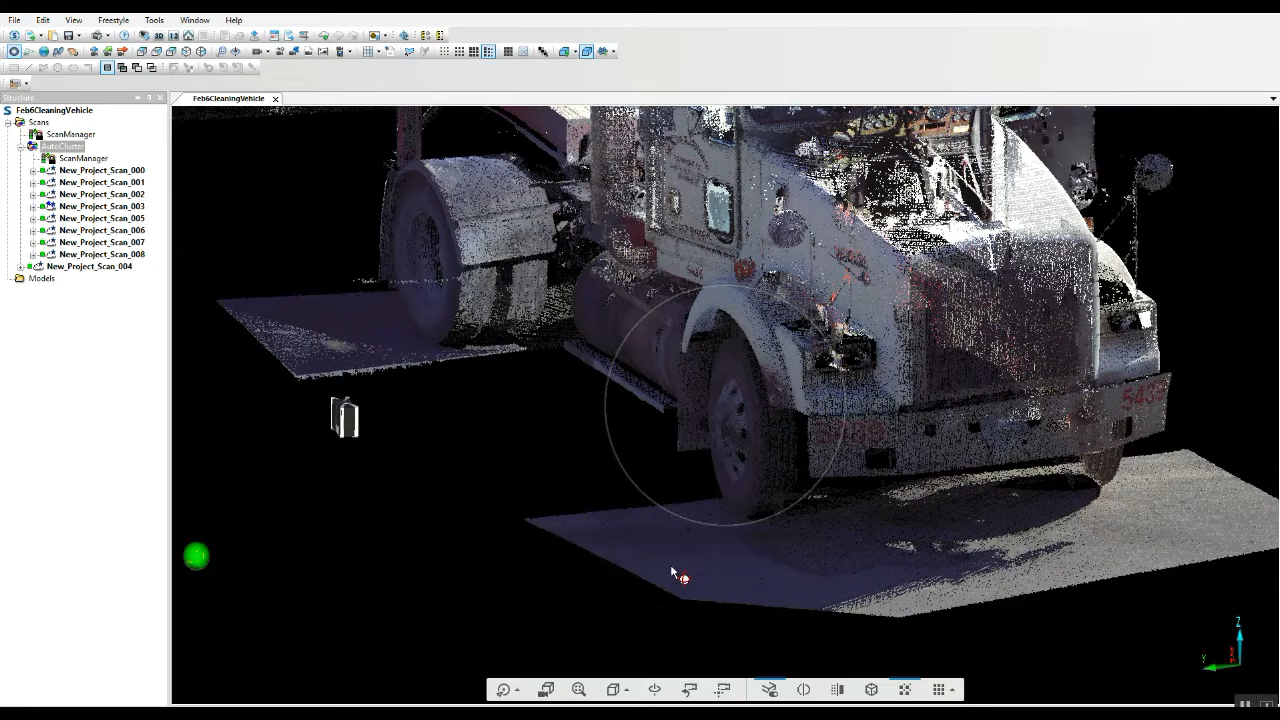 File Edit View Freestyle Tools Window Help
Structure
Feb6CleaningVehicle
Feb6CleaningVehicle
Scans
ScanManager
AutoCluster
ScanManager
New_Project_Scan_000
New_Project_Scan_001
New_Project_Scan_002
New_Project_Scan_003
New_Project_Scan_005
New_Project_Scan_006
New_Project_Scan_007
New_Project_Scan_008
New_Project_Scan_004
Models
Z
Y